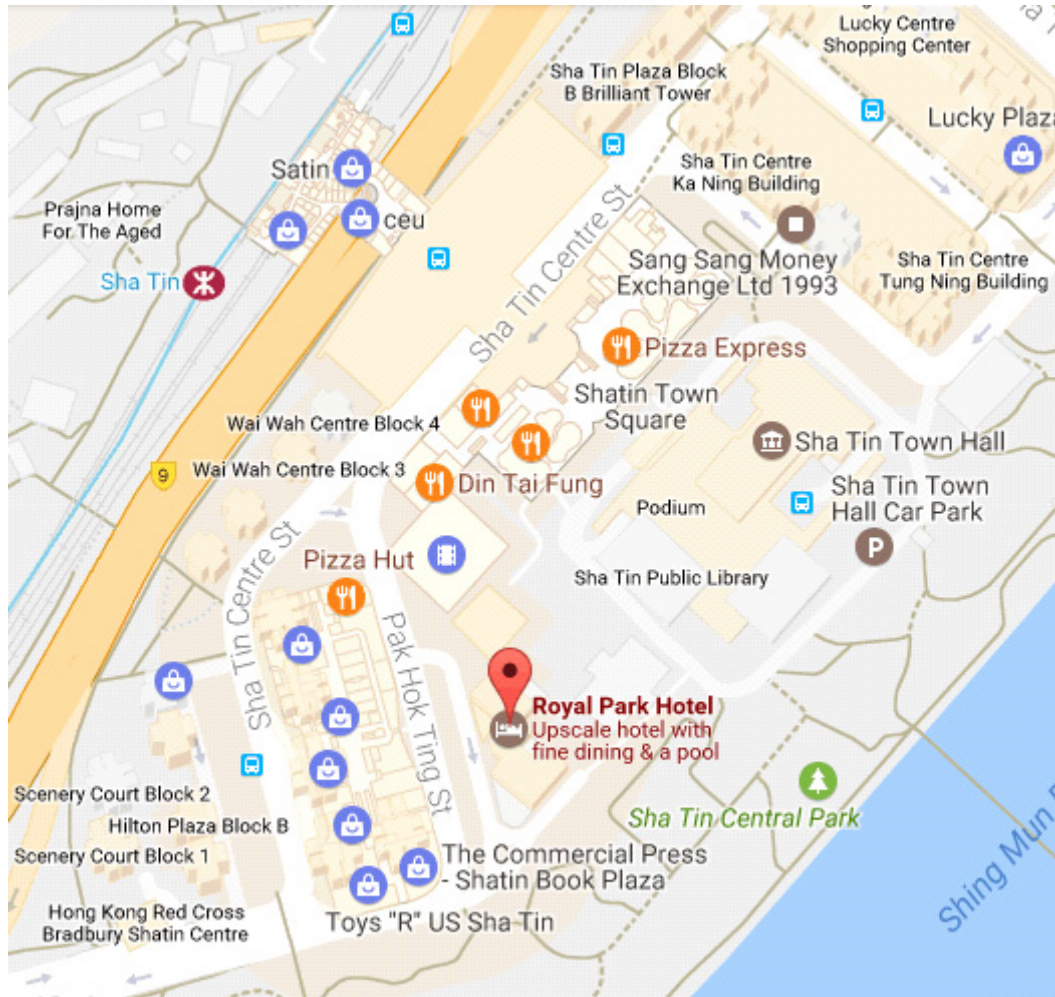 Lucky Centre
Shopping Center
Sha Tin Plaza Block
B Brilliant Tower
Lucky Plaza
Satin
Sha Tin Centre
Ka Ning Building
Prajna Home
For The Aged
ceu
Sha Tin Centre St
Sang Sang Money
Exchange Ltd 1993
Sha Tin Centre
Tung Ning Building
Sha Tin
Pizza Express
Shatin Town
Square
Wai Wah Centre Block 4
Sha Tin Town Hall
Wai Wah Centre Block 3
9
Din Tai Fung
Sha Tin Town
Hall Car Park
P
Podium
Pizza Hut
Sha Tin Public Library
Sha Tin Centre St
Pak Hok Ting St
Royal Park Hotel
Upscale hotel with
fine dining & a pool
Scenery Court Block 2
Sha Tin Central Park
Hilton Plaza Block B
Scenery Court Block 1
The Commercial Press
- Shatin Book Plaza
Shing Mun
Hong Kong Red Cross
Bradbury Shatin Centre
Toys "R" US Sha Tin